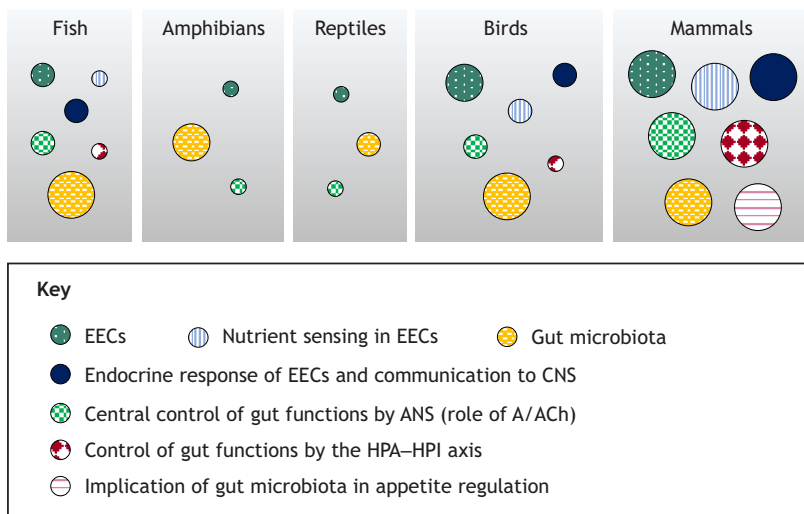 Fish Amphibians Reptiles Birds Mammals
Key
EECs Nutrient sensing in EECs Gut microbiota
Endocrine response of EECs and communication to CNS
Central control of gut functions by ANS (role of A/ACh)
Control of gut functions by the HPA–HPI axis
Implication of gut microbiota in appetite regulation